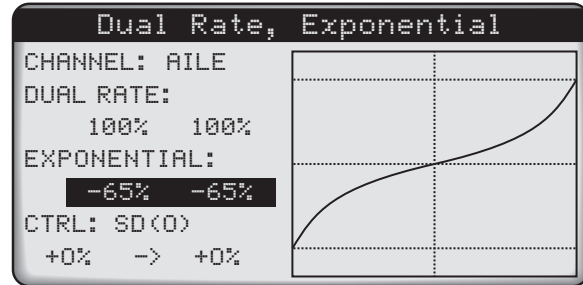 Dual Rate, Exponential
CHANNEL: AILE
DUAL RATE:
100% 100%
EXPONENTIAL:
-65% -65%
CTRL: SD(0)
+0% -> +0%